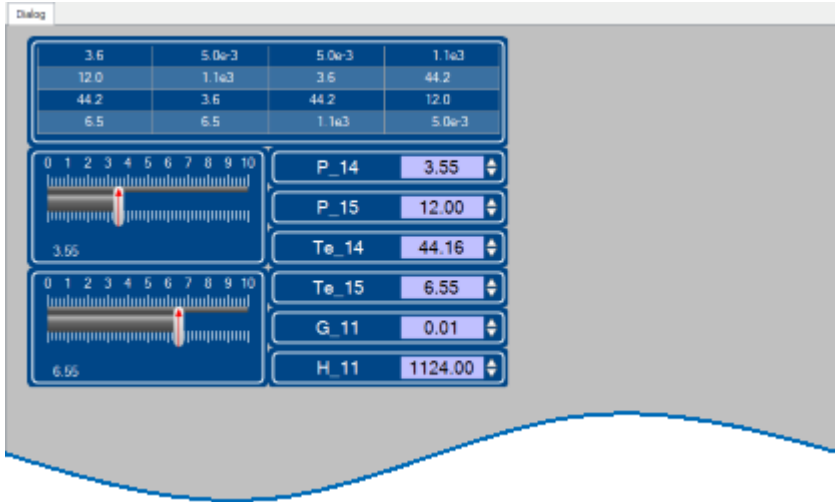 Dialog
3.6 5.0e-3 5.0e-3 1.1e3
12.0 1.1e3 3.6 44.2
44.2 3.6 44.2 12.0
6.5 6.5 1.1e3 5.0e-3
0 1 2 3 4 5 6 7 8 9 10
3.55
0 1 2 3 4 5 6 7 8 9 10
6.55
P_14 3.55
P_15 12.00
Te_14 44.16
Te_15 6.55
G_11 0.01
H_11 1124.00